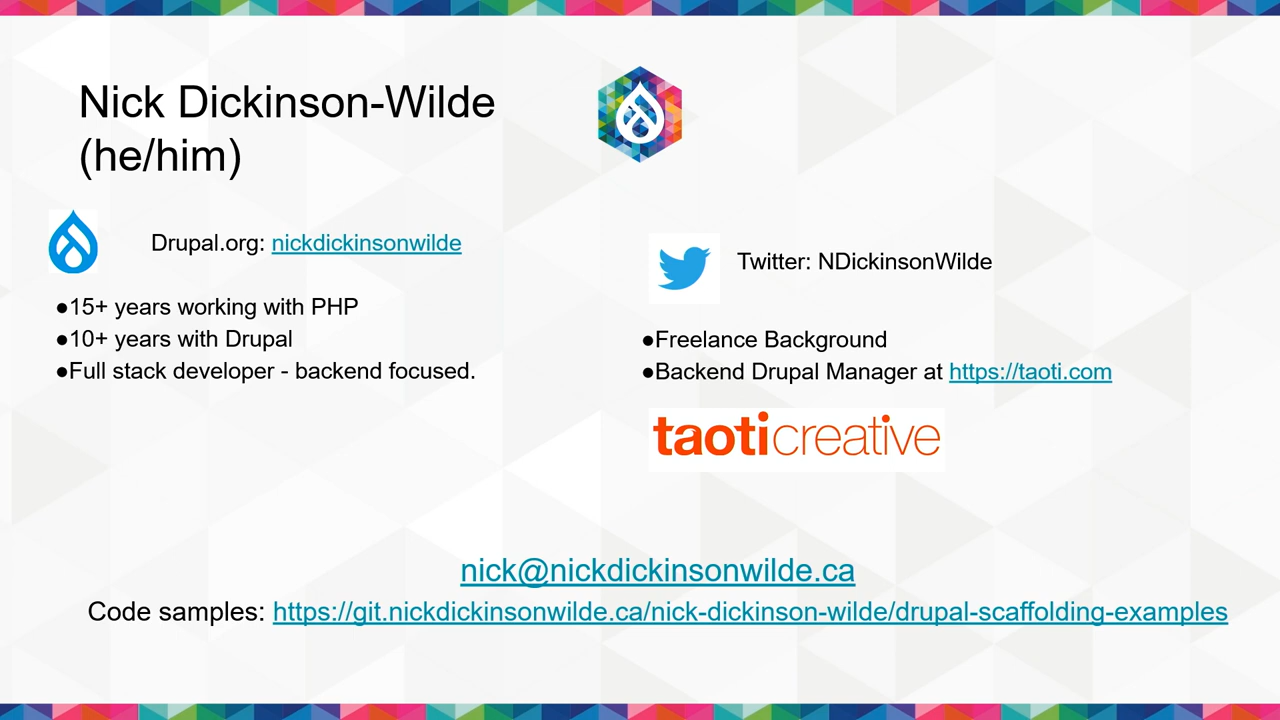 Nick Dickinson-Wilde
(he/him)
Drupal.org: nickdickinsonwilde
●15+ years working with PHP
●10+ years with Drupal
●Full stack developer - backend focused.
Twitter: NDickinsonWilde
●Freelance Background
●Backend Drupal Manager at https://taoti.com
taoticreative
nick@nickdickinsonwilde.ca
Code samples: https://git.nickdickinsonwilde.ca/nick-dickinson-wilde/drupal-scaffolding-examples